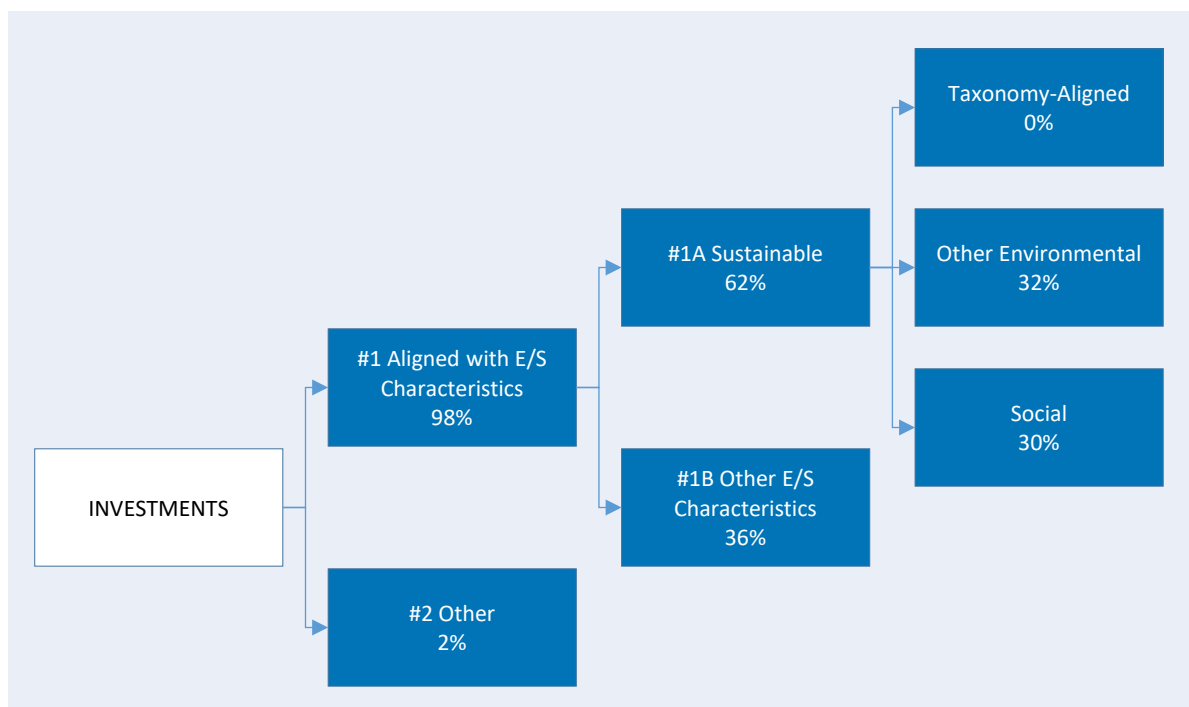 INVESTMENTS
#1 Aligned with E/S
Characteristics
98%
#2 Other
2%
#1A Sustainable
62%
#1B Other E/S
Characteristics
36%
Taxonomy-Aligned
0%
Other Environmental
32%
Social
30%